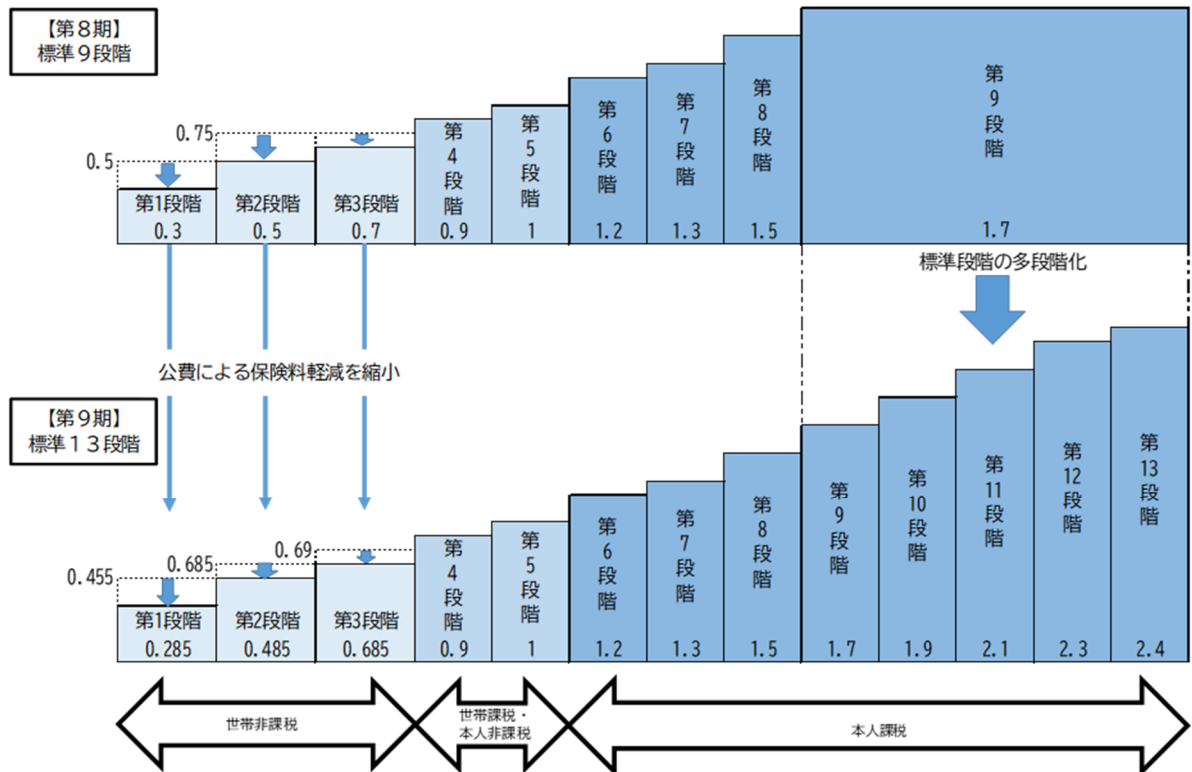 【第８期】
標準９段階
0.5
0.75
第1段階
0.3
第2段階
0.5
第3段階
0.7
第4段階
0.9
第5段階
1
第6段階
1.2
第7段階
1.3
第8段階
1.5
第9段階
1.7
標準段階の多段階化
公費による保険料軽減を縮小
【第９期】
標準１３段階
0.455
0.685
0.69
第1段階
0.285
第2段階
0.485
第3段階
0.685
第4段階
0.9
第5段階
1
第6段階
1.2
第7段階
1.3
第8段階
1.5
第9段階
1.7
第10段階
1.9
第11段階
2.1
第12段階
2.3
第13段階
2.4
世帯非課税
世帯課税・
本人非課税
本人課税